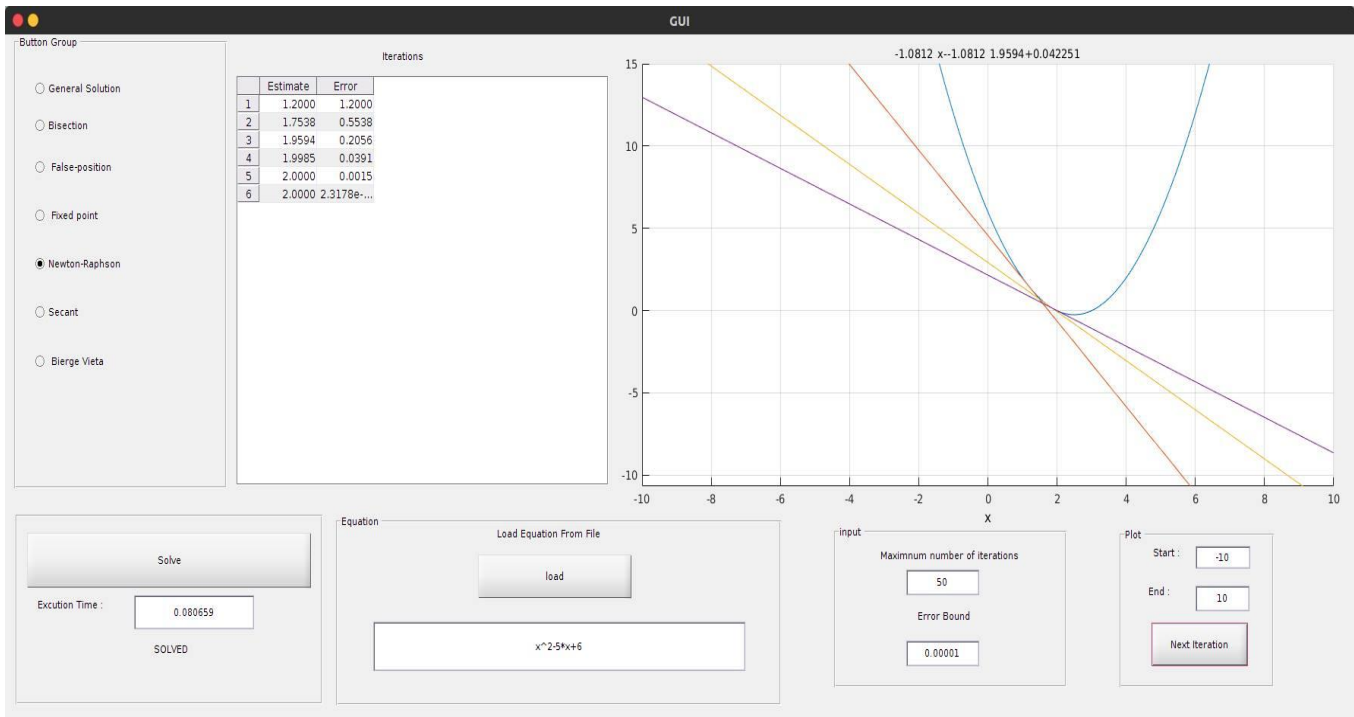 GUI
Button Group
General Solution
Bisection
False-position
Fixed point
Newton-Raphson
Secant
Bierge Vieta
Iterations
Estimate Error
1 1.2000 1.2000
2 1.7538 0.5538
3 1.9594 0.2056
4 1.9985 0.0391
5 2.0000 0.0015
6 2.0000 2.3178e-...
-1.0812 x--1.0812 1.9594+0.042251
15
10
5
0
-5
-10
-10 -8 -6 -4 -2 0 2 4 6 8 10
x
Solve
Excution Time :
0.080659
SOLVED
Equation
Load Equation From File
load
x^2-5*x+6
input
Maximnum number of iterations
50
Error Bound
0.00001
Plot
Start :
-10
End :
10
Next Iteration